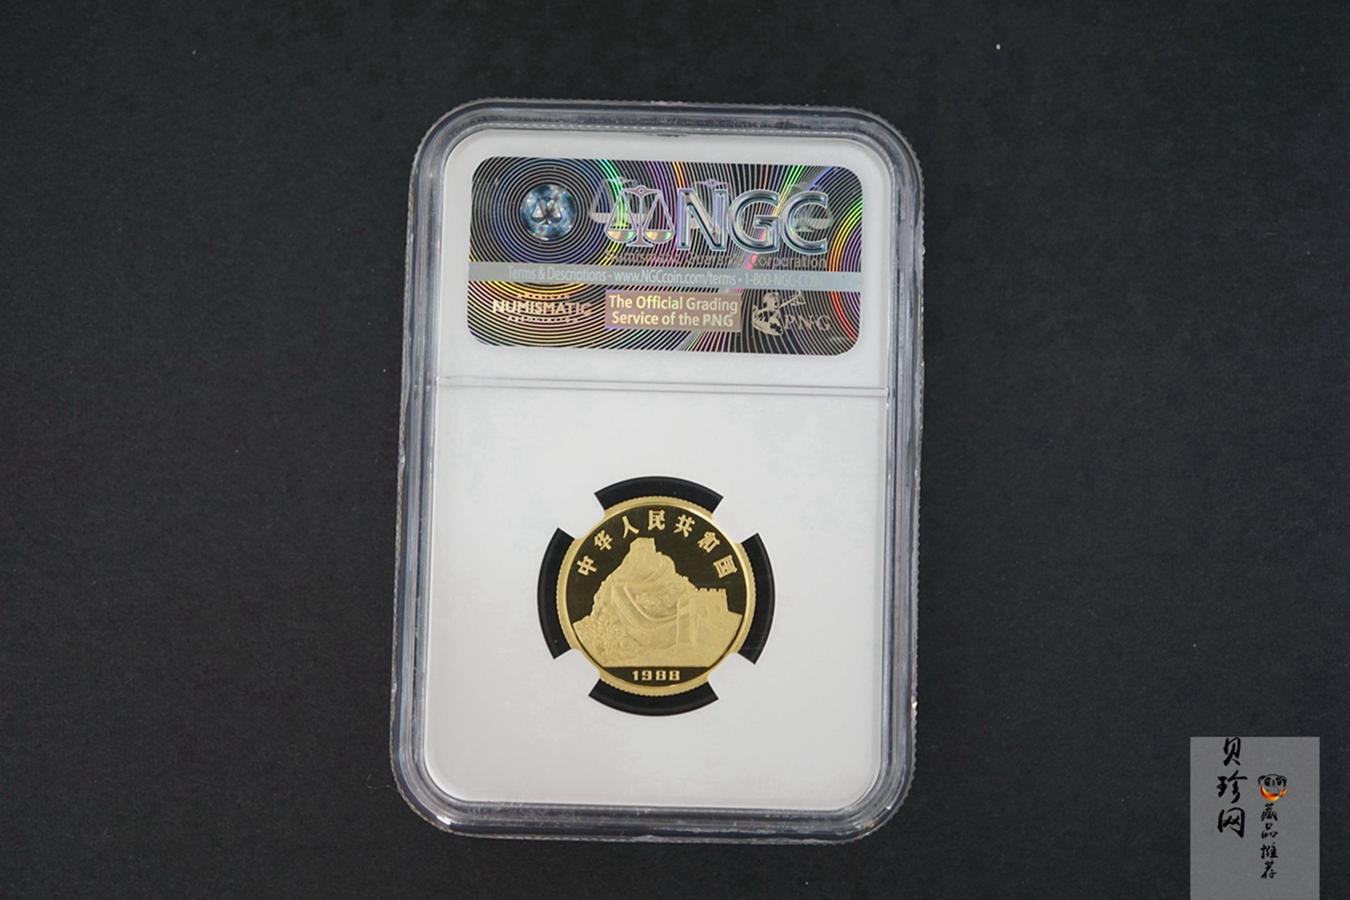 NGC
Corporation
Terms & Descriptions - www.NGCcoin.com/terms • 1-800-NGC-COIN
NUMISMATIC
The Official Grading
Service of the PNG
PNG
中华人民共和国
1988
贝珍网
藏品推荐